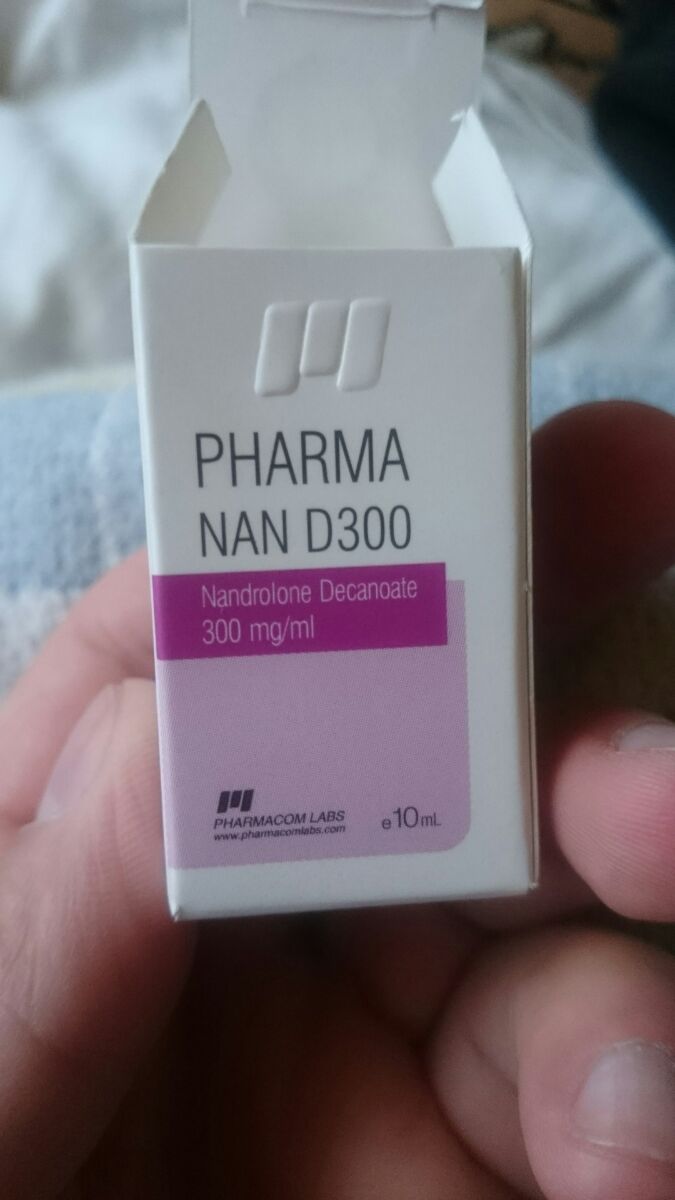 PHARMA
NAN D300
Nandrolone Decanoate
300 mg/ml
PHARMACOM LABS
www.pharmacomlabs.com
e10mL